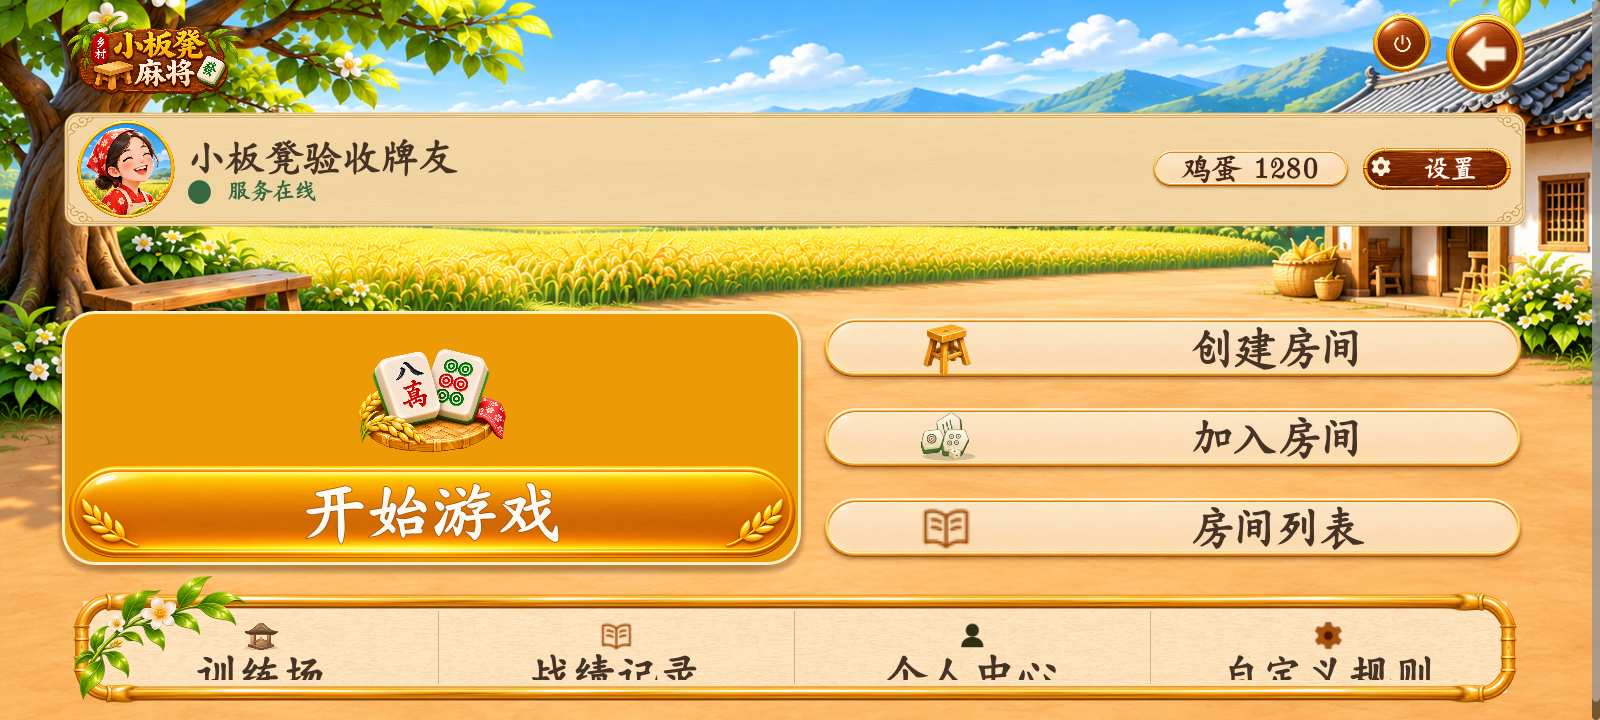 乡村
小板凳
麻将
發
小板凳验收牌友
服务在线
鸡蛋 1280
设置
八
萬
开始游戏
创建房间
加入房间
房间列表
训练场
战绩记录
个人中心
自定义规则